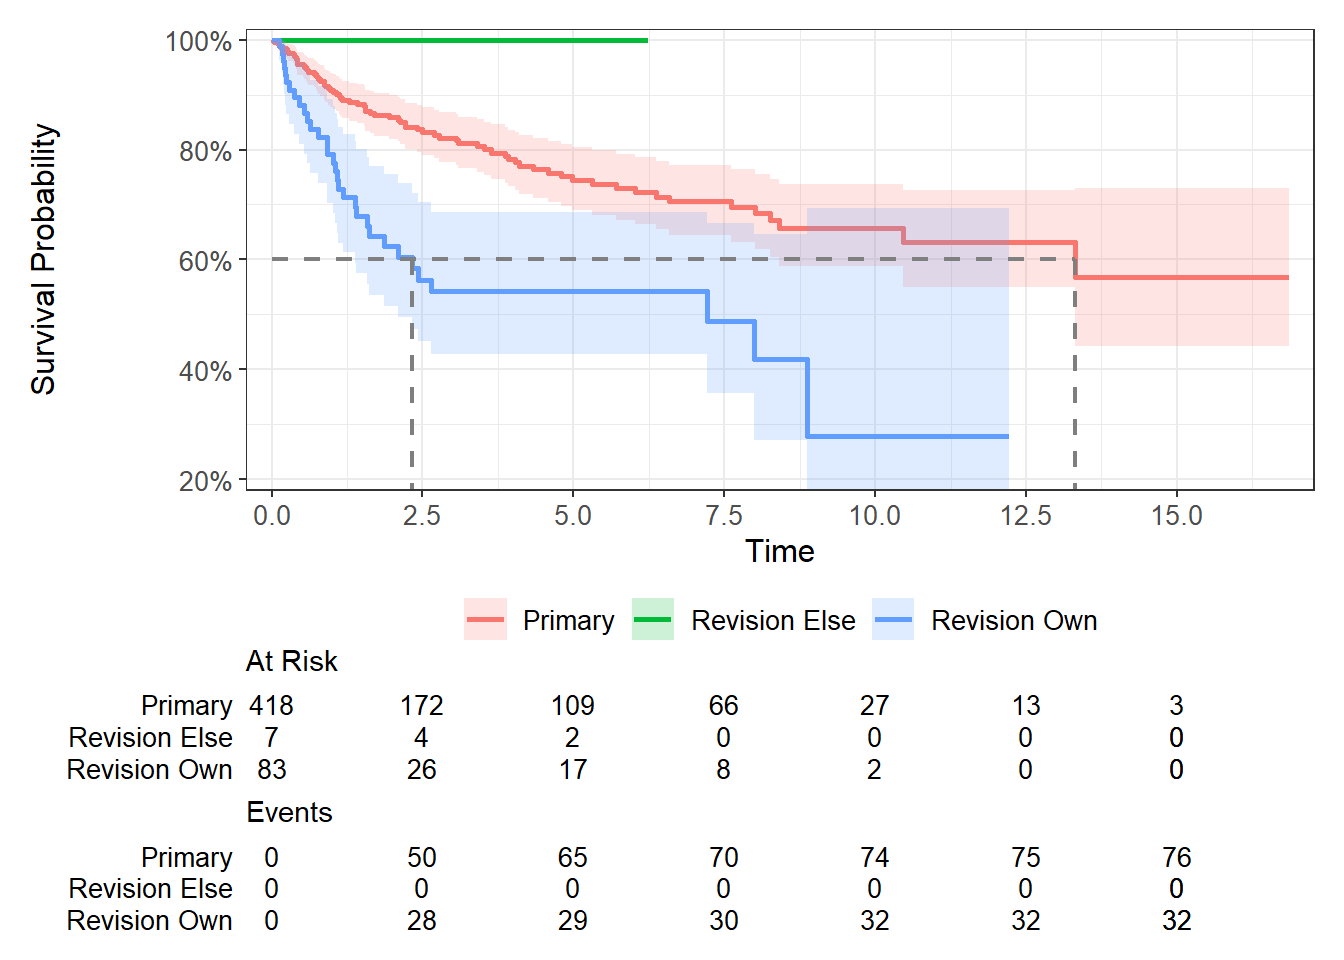 Survival Probability
100%
80%
60%
40%
20%
0.0 2.5 5.0 7.5 10.0 12.5 15.0
Time
Primary Revision Else Revision Own
At Risk
Primary 418 172 109 66 27 13 3
Revision Else 7 4 2 0 0 0 0
Revision Own 83 26 17 8 2 0 0
Events
Primary 0 50 65 70 74 75 76
Revision Else 0 0 0 0 0 0 0
Revision Own 0 28 29 30 32 32 32